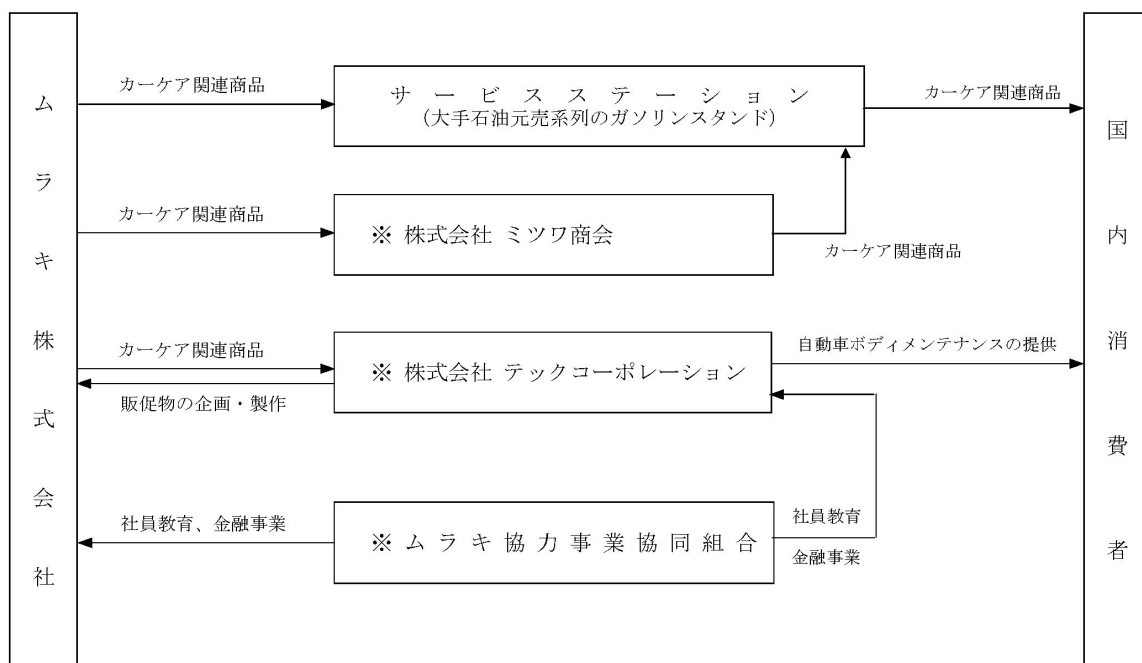 ムラキ株式会社
カーケア関連商品
サービスステーション
(大手石油元売系列のガソリンスタンド)
カーケア関連商品
カーケア関連商品
※ 株式会社 ミツワ商会
カーケア関連商品
カーケア関連商品
販促物の企画・製作
※ 株式会社 テックコーポレーション
自動車ボディメンテナンスの提供
社員教育、金融事業
※ ムラキ協力事業協同組合
社員教育
金融事業
国内消費者